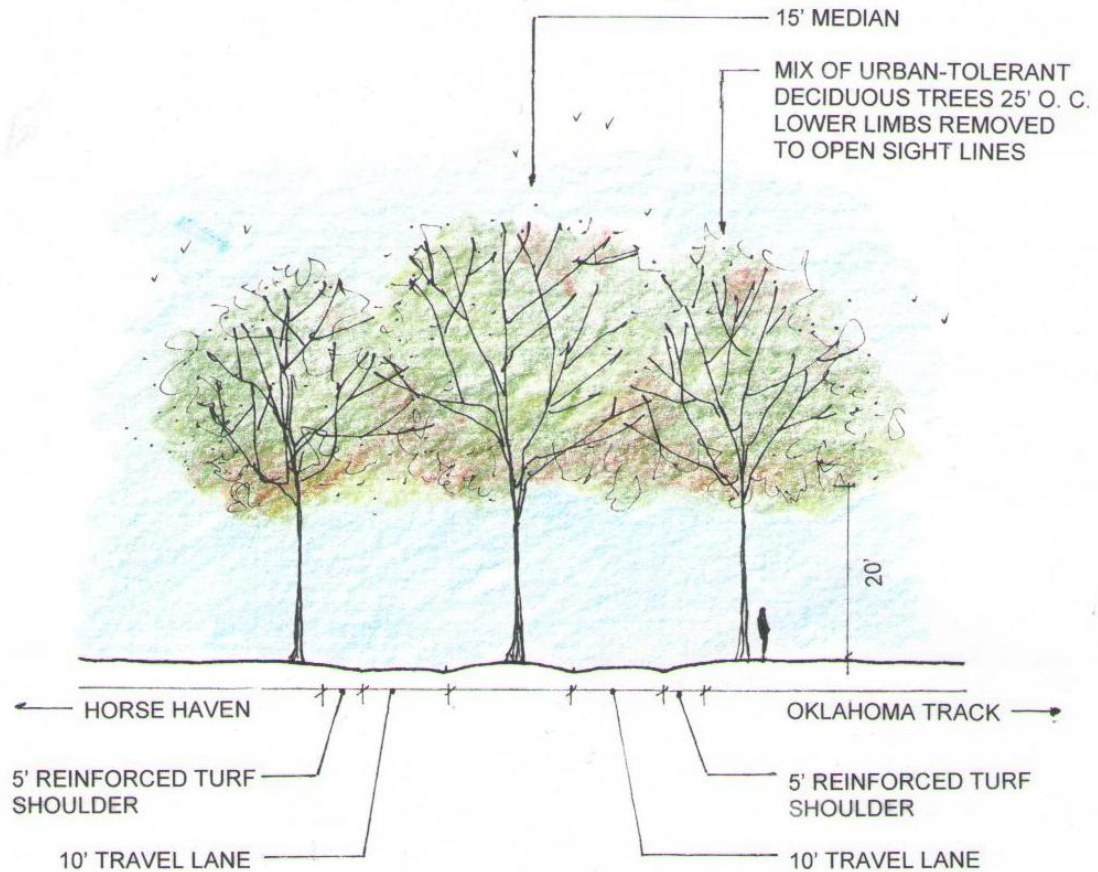 15' MEDIAN
MIX OF URBAN-TOLERANT
DECIDUOUS TREES 25' O. C.
LOWER LIMBS REMOVED
TO OPEN SIGHT LINES
20'
HORSE HAVEN
OKLAHOMA TRACK
5' REINFORCED TURF
SHOULDER
5' REINFORCED TURF
SHOULDER
10' TRAVEL LANE
10' TRAVEL LANE